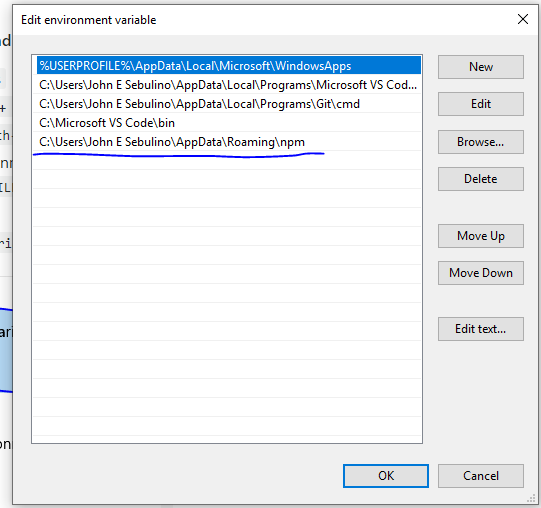 Edit environment variable
%USERPROFILE%\AppData\Local\Microsoft\WindowsApps
C:\Users\John E Sebulino\AppData\Local\Programs\Microsoft VS Cod...
C:\Users\John E Sebulino\AppData\Local\Programs\Git\cmd
C:\Microsoft VS Code\bin
C:\Users\John E Sebulino\AppData\Roaming\npm
New
Edit
Browse...
Delete
Move Up
Move Down
Edit text...
OK
Cancel